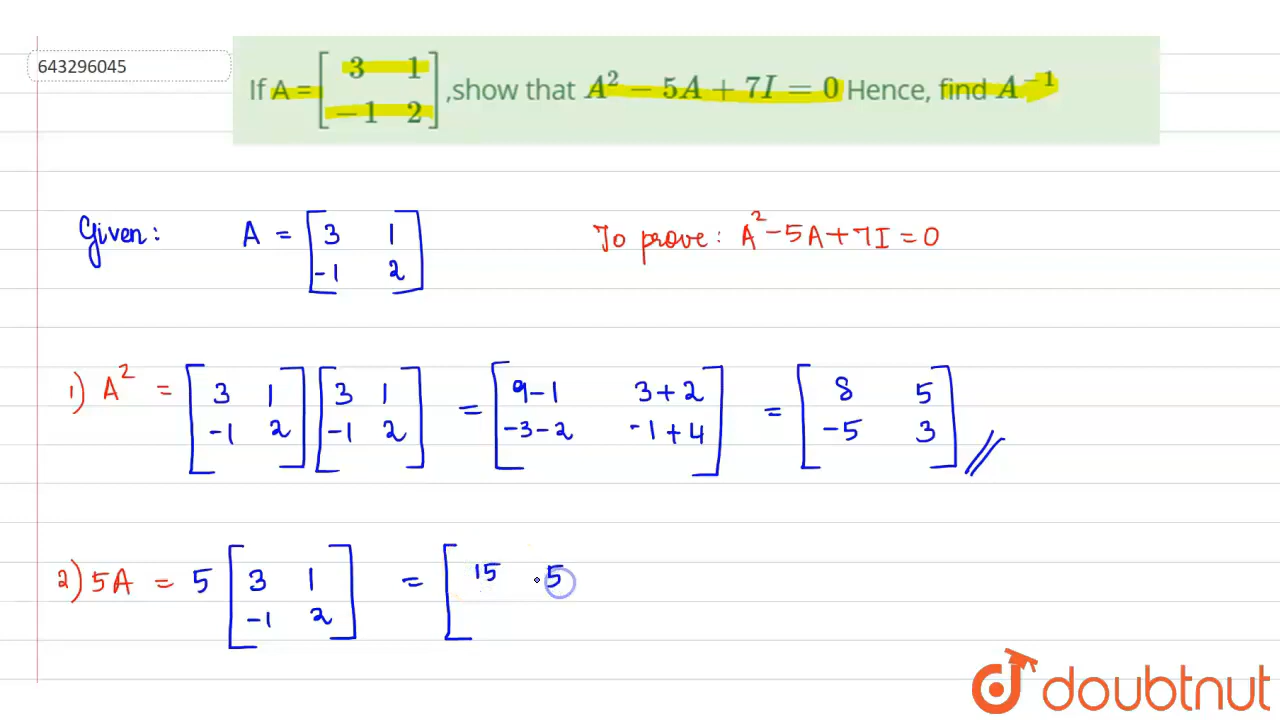 643296045
If A = [3 1; -1 2] ,show that A² − 5A + 7I = 0 Hence, find A⁻¹
Given: A = [3 1; -1 2] To prove: A² - 5A + 7I = 0
1) A² = [3 1; -1 2] [3 1; -1 2] = [9-1 3+2; -3-2 -1+4] = [8 5; -5 3] //
2) 5A = 5 [3 1; -1 2] = [15 5
doubtnut